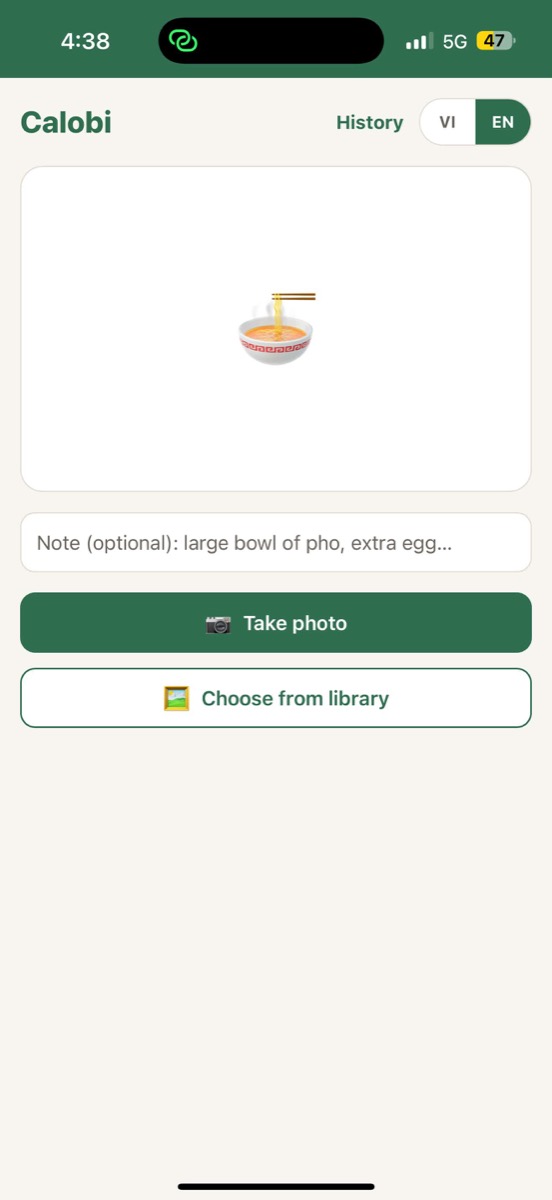 4:38
5G
47
Calobi
History
VI
EN
Note (optional): large bowl of pho, extra egg...
Take photo
Choose from library